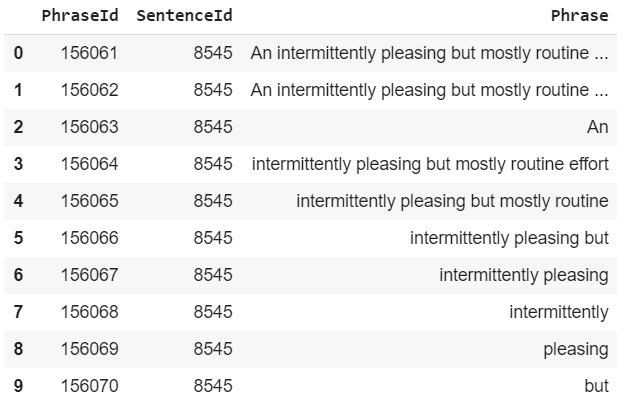 PhraseId SentenceId Phrase
0 156061 8545 An intermittently pleasing but mostly routine ...
1 156062 8545 An intermittently pleasing but mostly routine ...
2 156063 8545 An
3 156064 8545 intermittently pleasing but mostly routine effort
4 156065 8545 intermittently pleasing but mostly routine
5 156066 8545 intermittently pleasing but
6 156067 8545 intermittently pleasing
7 156068 8545 intermittently
8 156069 8545 pleasing
9 156070 8545 but